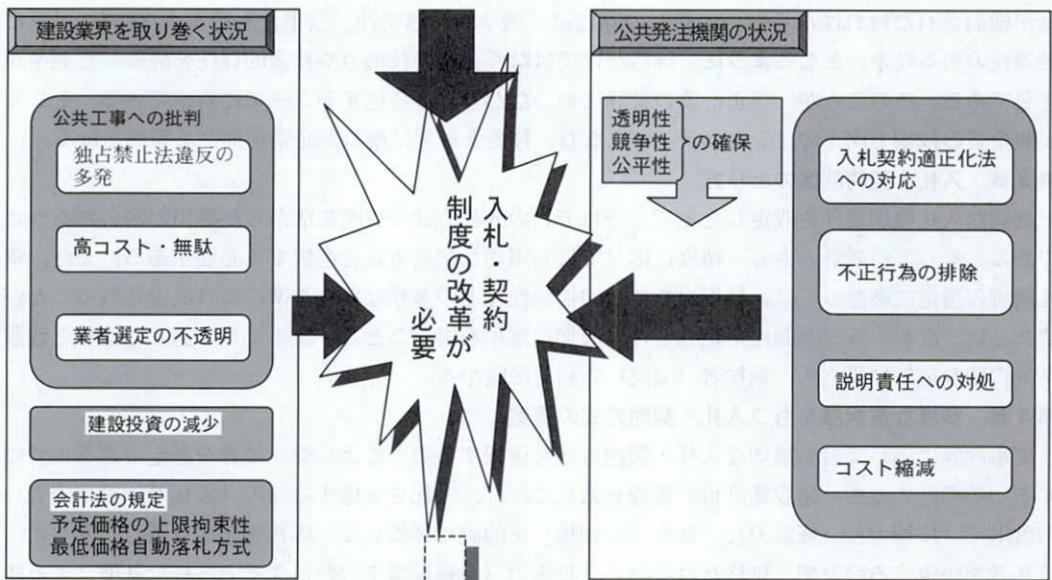 建設業界を取り巻く状況
公共工事への批判
独占禁止法違反の
多発
高コスト・無駄
業者選定の不透明
建設投資の減少
会計法の規定
予定価格の上限拘束性
最低価格自動落札方式
入札・契約
制度の改革が
必要
公共発注機関の状況
透明性
競争性
公平性
の確保
入札契約適正化法
への対応
不正行為の排除
説明責任への対処
コスト縮減